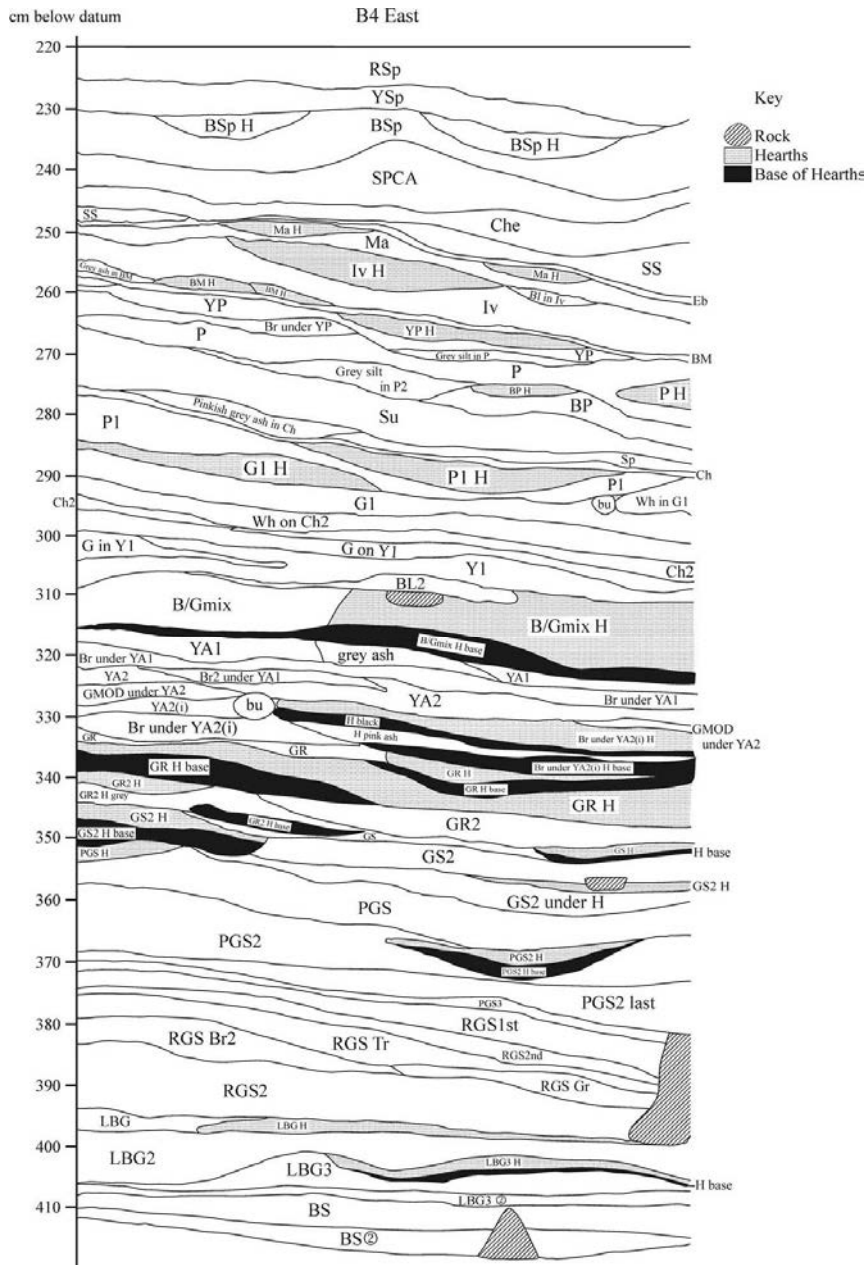 B4 East
cm below datum
Key
Rock
Hearths
Base of Hearths
220
RSp
YSp
230
BSp H
BSp
BSp H
240
SPCA
SS
Che
250
Ma H
Ma
SS
Iv H
Ma H
Grey ash in BM
BM H
BM H
260
Iv
Bl in Iv
Eb
YP
Br under YP
YP H
P
270
Grey silt in P
YP
BM
Grey silt
in P2
P
BP H
BP
P H
280
Pinkish grey ash in Ch
Su
P1
Sp
G1 H
P1 H
Ch
290
P1
Ch2
G1
bu
Wh in G1
Wh on Ch2
300
G in Y1
G on Y1
Y1
Ch2
BL2
310
B/Gmix
B/Gmix H
B/Gmix H base
YA1
grey ash
320
Br under YA1
YA1
YA2
Br2 under YA1
GMOD under YA2
YA2
Br under YA1
YA2(i)
bu
330
Br under YA2(i)
H black
GMOD
under YA2
GR
H pink ash
Br under YA2(i) H
GR
GR H base
GR H
Br under YA2(i) H base
340
GR2 H
GR H base
GR2 H grey
GR H
GS2 H
GR2 H base
GR2
GS2 H base
GS
350
PGS H
GS2
GS H
H base
GS2 H
GS2 under H
360
PGS
PGS2
PGS2 H
370
PGS2 H base
PGS3
PGS2 last
RGS1st
380
RGS Br2
RGS Tr
RGS2nd
RGS Gr
390
RGS2
LBG
LBG H
400
LBG2
LBG3
LBG3 H
H base
LBG3 ②
410
BS
BS②